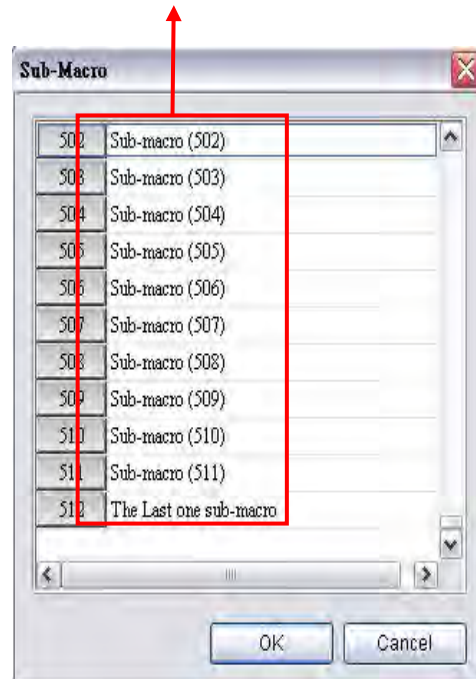 Sub-Macro
502 Sub-macro (502)
503 Sub-macro (503)
504 Sub-macro (504)
505 Sub-macro (505)
506 Sub-macro (506)
507 Sub-macro (507)
508 Sub-macro (508)
509 Sub-macro (509)
510 Sub-macro (510)
511 Sub-macro (511)
512 The Last one sub-macro
OK Cancel